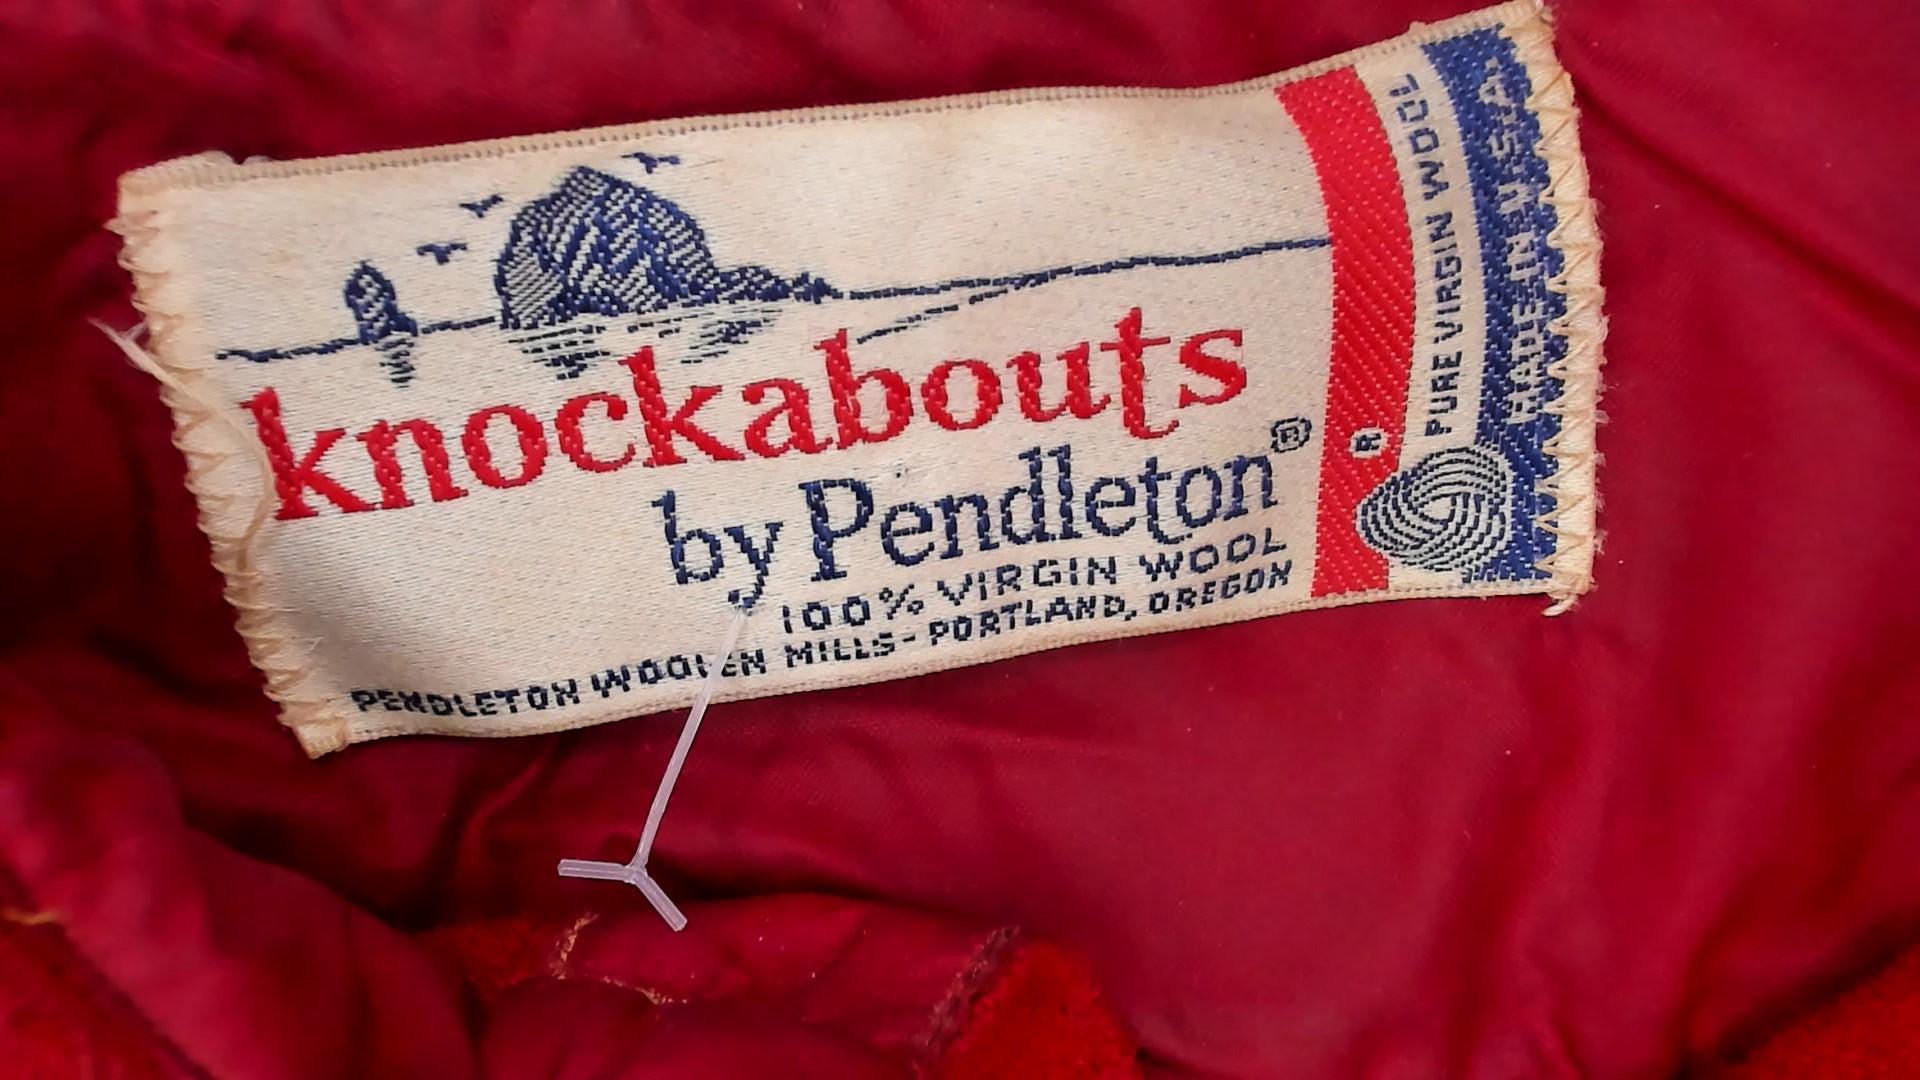 knockabouts
by Pendleton®
100% VIRGIN WOOL
PENDLETON WOOLEN MILLS-PORTLAND, OREGON
®
PURE VIRGIN WOOL
MADE IN U.S.A.